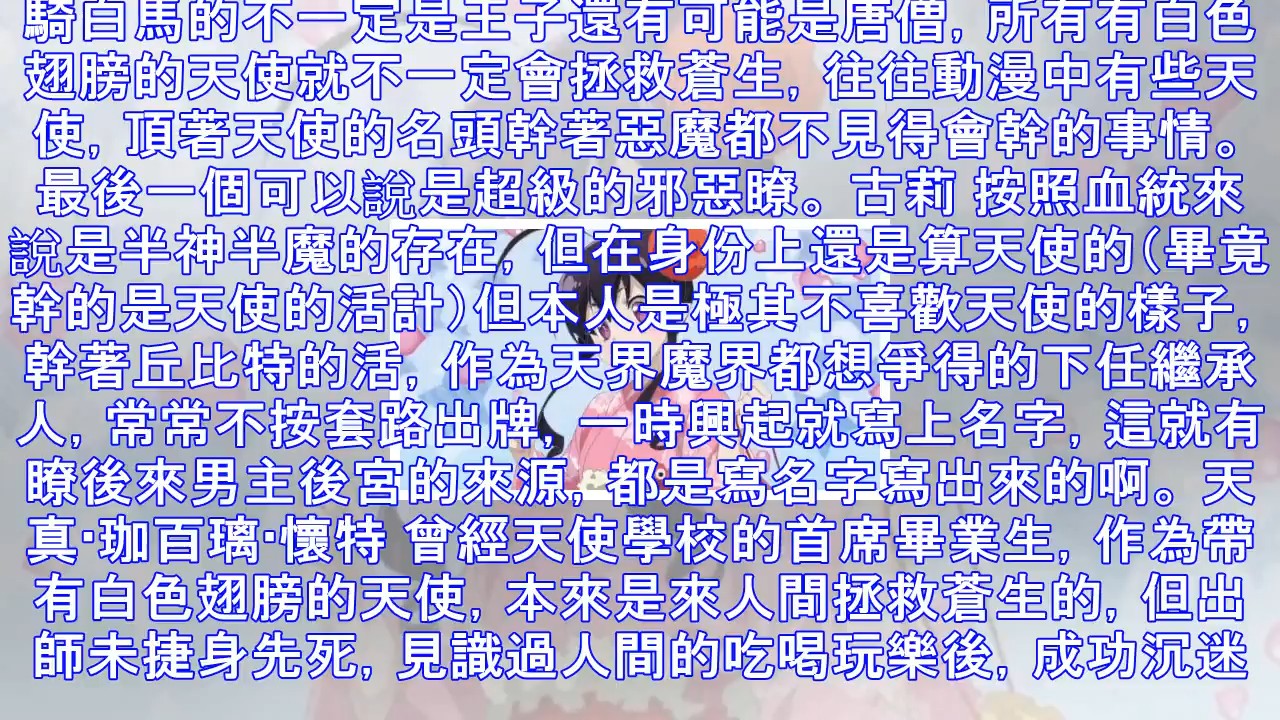 騎白馬的不一定是王子還有可能是唐僧, 所有有白色
翅膀的天使就不一定會拯救蒼生, 往往動漫中有些天
使, 頂著天使的名頭幹著惡魔都不見得會幹的事情。
最後一個可以說是超級的邪惡瞭。古莉 按照血統來
說是半神半魔的存在, 但在身份上還是算天使的(畢竟
幹的是天使的活計)但本人是極其不喜歡天使的樣子,
幹著丘比特的活, 作為天界魔界都想爭得的下任繼承
人, 常常不按套路出牌, 一時興起就寫上名字, 這就有
瞭後來男主後宮的來源, 都是寫名字寫出來的啊。天
真·珈百璃·懷特 曾經天使學校的首席畢業生, 作為帶
有白色翅膀的天使, 本來是來人間拯救蒼生的, 但出
師未捷身先死, 見識過人間的吃喝玩樂後, 成功沉迷